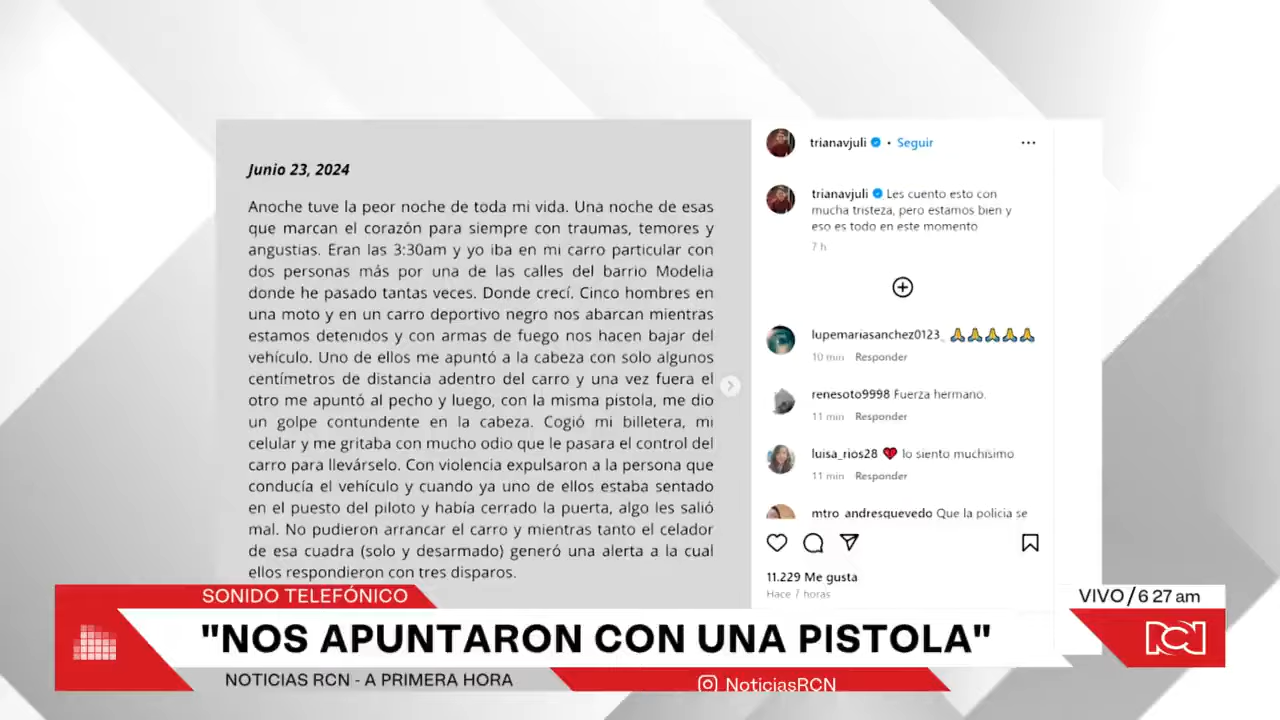 Junio 23, 2024
Anoche tuve la peor noche de toda mi vida. Una noche de esas
que marcan el corazón para siempre con traumas, temores y
angustias. Eran las 3:30am y yo iba en mi carro particular con
dos personas más por una de las calles del barrio Modelia
donde he pasado tantas veces. Donde crecí. Cinco hombres en
una moto y en un carro deportivo negro nos abarcan mientras
estamos detenidos y con armas de fuego nos hacen bajar del
vehículo. Uno de ellos me apuntó a la cabeza con solo algunos
centímetros de distancia adentro del carro y una vez fuera el
otro me apuntó al pecho y luego, con la misma pistola, me dio
un golpe contundente en la cabeza. Cogió mi billetera, mi
celular y me gritaba con mucho odio que le pasara el control del
carro para llevárselo. Con violencia expulsaron a la persona que
conducía el vehículo y cuando ya uno de ellos estaba sentado
en el puesto del piloto y había cerrado la puerta, algo les salió
mal. No pudieron arrancar el carro y mientras tanto el celador
de esa cuadra (solo y desarmado) generó una alerta a la cual
ellos respondieron con tres disparos.
trianavjuli • Seguir
trianavjuli Les cuento esto con
mucha tristeza, pero estamos bien y
eso es todo en este momento
7 h
lupemariasanchez0123_ 🙏🙏🙏🙏🙏
10 min Responder
renesoto9998 Fuerza hermano.
11 min Responder
luisa_rios28 💔 lo siento muchisimo
11 min Responder
mtro_andresquevedo Que la policia se
11.229 Me gusta
Hace 7 horas
SONIDO TELEFÓNICO
VIVO/6 27 am
"NOS APUNTARON CON UNA PISTOLA"
RCN
NOTICIAS RCN - A PRIMERA HORA
NoticiasRCN